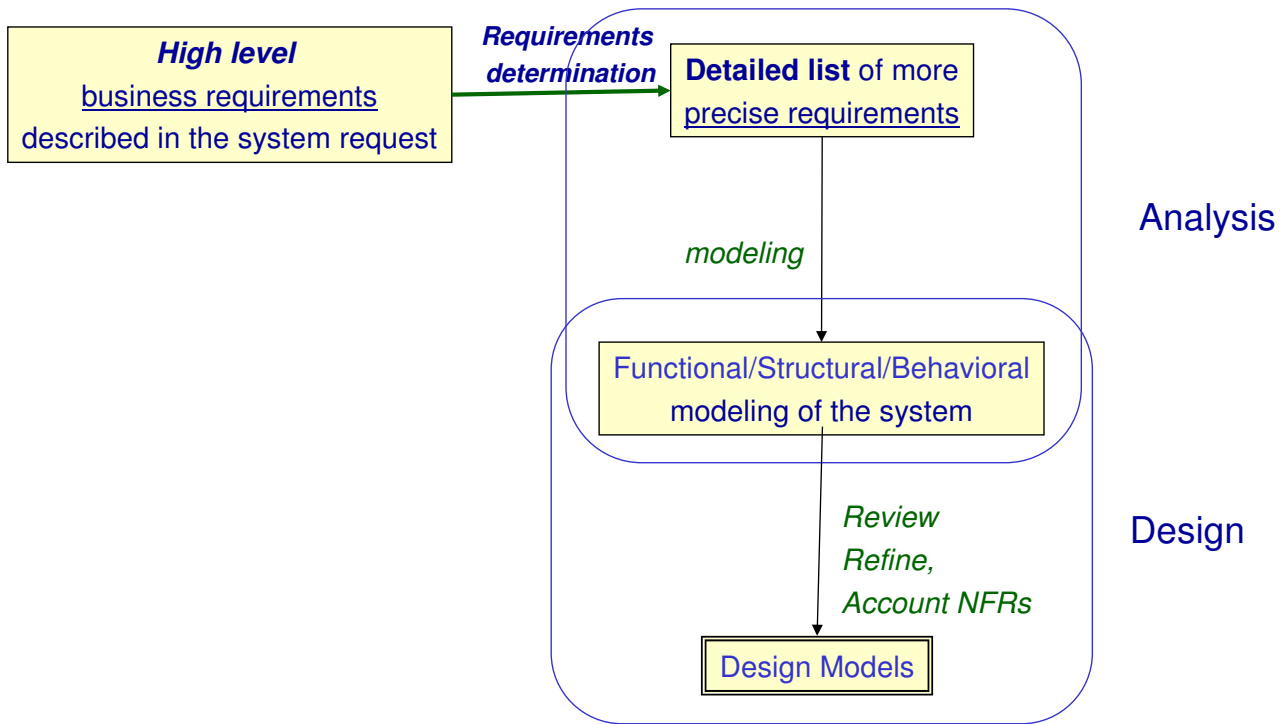 High level
business requirements
described in the system request
Requirements
determination
Detailed list of more
precise requirements
Analysis
modeling
Functional/Structural/Behavioral
modeling of the system
Review
Refine,
Account NFRs
Design
Design Models